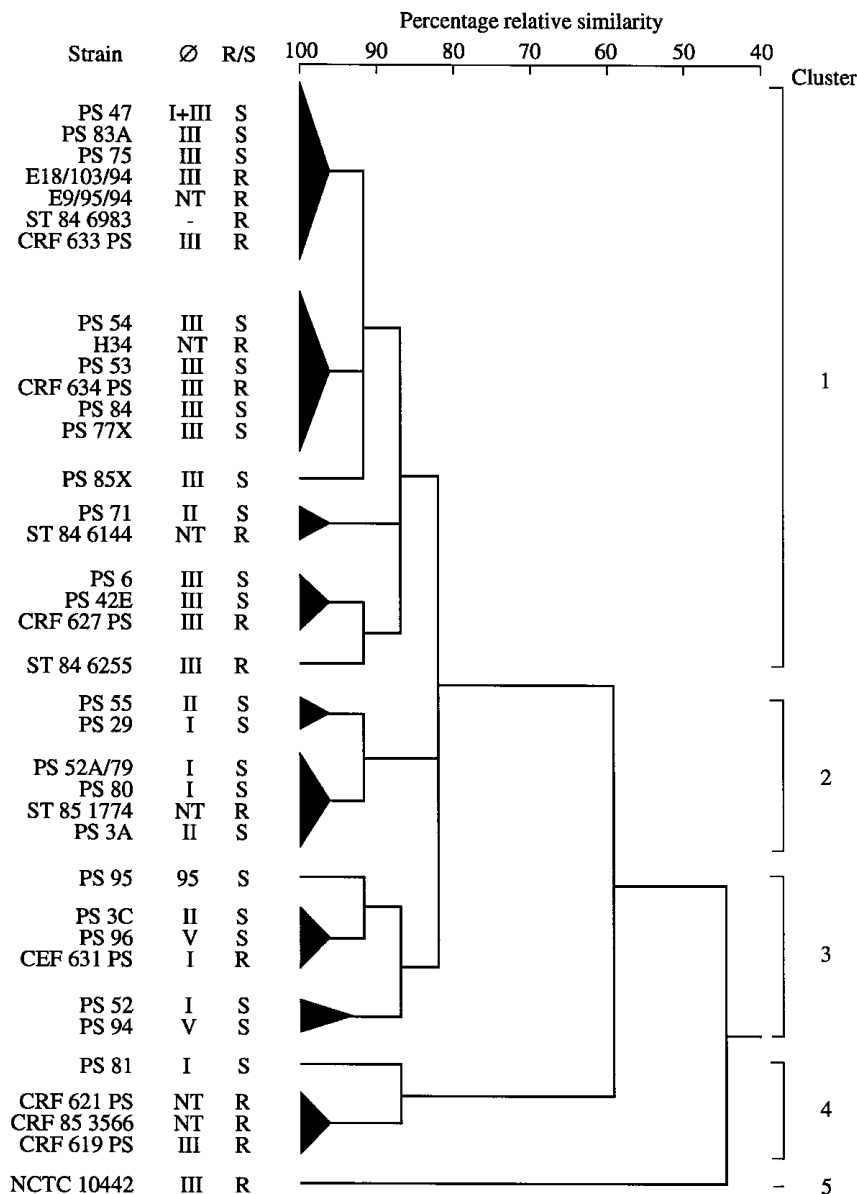 Percentage relative similarity
Strain Ø R/S 100 90 80 70 60 50 40
Cluster
PS 47 I+III S
PS 83A III S
PS 75 III S
E18/103/94 III R
E9/95/94 NT R
ST 84 6983 - R
CRF 633 PS III R
PS 54 III S
H34 NT R
PS 53 III S
CRF 634 PS III R
1
PS 84 III S
PS 77X III S
PS 85X III S
PS 71 II S
ST 84 6144 NT R
PS 6 III S
PS 42E III S
CRF 627 PS III R
ST 84 6255 III R
PS 55 II S
PS 29 I S
PS 52A/79 I S
2
PS 80 I S
ST 85 1774 NT R
PS 3A II S
PS 95 95 S
PS 3C II S
PS 96 V S
3
CEF 631 PS I R
PS 52 I S
PS 94 V S
PS 81 I S
CRF 621 PS NT R
4
CRF 85 3566 NT R
CRF 619 PS III R
NCTC 10442 III R 5